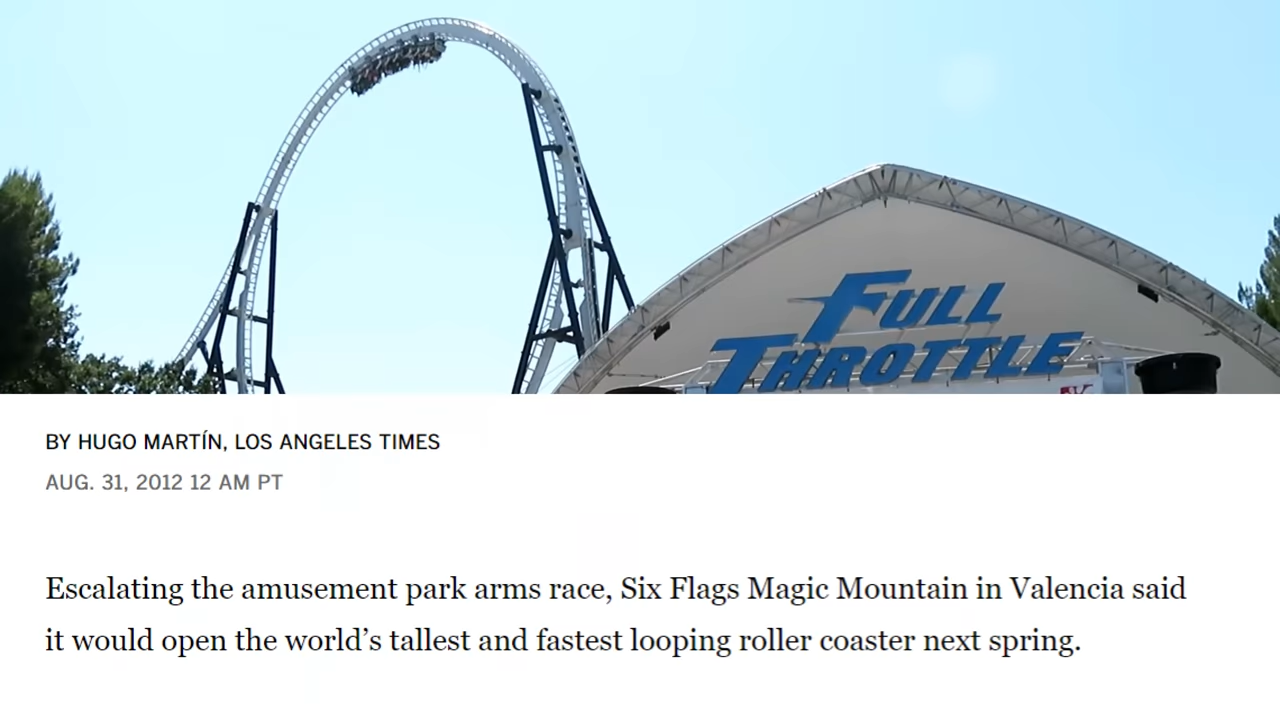 FULL
THROTTLE
BY HUGO MARTÍN, LOS ANGELES TIMES
AUG. 31, 2012 12 AM PT
Escalating the amusement park arms race, Six Flags Magic Mountain in Valencia said
it would open the world’s tallest and fastest looping roller coaster next spring.